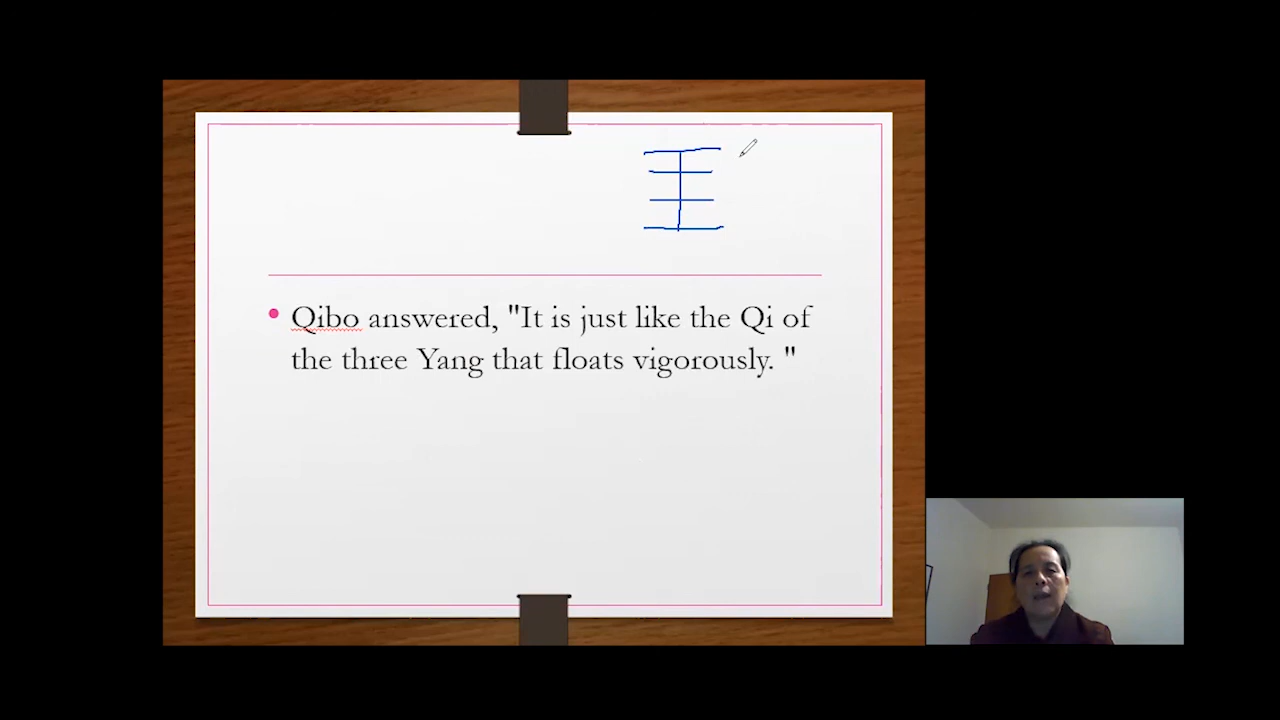 Qibo answered, "It is just like the Qi of
the three Yang that floats vigorously. "